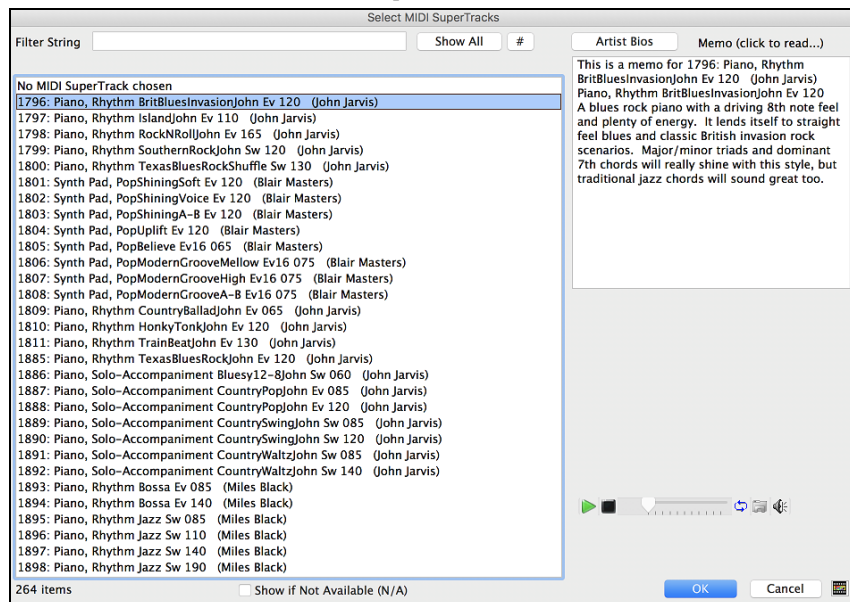 Select MIDI SuperTracks
Filter String
Show All
#
Artist Bios
Memo (click to read...)
No MIDI SuperTrack chosen
1796: Piano, Rhythm BritBluesInvasionJohn Ev 120 (John Jarvis)
1797: Piano, Rhythm IslandJohn Ev 110 (John Jarvis)
1798: Piano, Rhythm RockNRollJohn Ev 165 (John Jarvis)
1799: Piano, Rhythm SouthernRockJohn Sw 120 (John Jarvis)
1800: Piano, Rhythm TexasBluesRockShuffle Sw 130 (John Jarvis)
1801: Synth Pad, PopShiningSoft Ev 120 (Blair Masters)
1802: Synth Pad, PopShiningVoice Ev 120 (Blair Masters)
1803: Synth Pad, PopShiningA-B Ev 120 (Blair Masters)
1804: Synth Pad, PopUplift Ev 120 (Blair Masters)
1805: Synth Pad, PopBelieve Ev16 065 (Blair Masters)
1806: Synth Pad, PopModernGrooveMellow Ev16 075 (Blair Masters)
1807: Synth Pad, PopModernGrooveHigh Ev16 075 (Blair Masters)
1808: Synth Pad, PopModernGrooveA-B Ev16 075 (Blair Masters)
1809: Piano, Rhythm CountryBalladJohn Ev 065 (John Jarvis)
1810: Piano, Rhythm HonkyTonkJohn Ev 120 (John Jarvis)
1811: Piano, Rhythm TrainBeatJohn Ev 130 (John Jarvis)
1885: Piano, Rhythm TexasBluesRockJohn Ev 120 (John Jarvis)
1886: Piano, Solo-Accompaniment Bluesy12-8John Sw 060 (John Jarvis)
1887: Piano, Solo-Accompaniment CountryPopJohn Ev 085 (John Jarvis)
1888: Piano, Solo-Accompaniment CountryPopJohn Ev 120 (John Jarvis)
1889: Piano, Solo-Accompaniment CountrySwingJohn Sw 085 (John Jarvis)
1890: Piano, Solo-Accompaniment CountrySwingJohn Sw 120 (John Jarvis)
1891: Piano, Solo-Accompaniment CountryWaltzJohn Sw 085 (John Jarvis)
1892: Piano, Solo-Accompaniment CountryWaltzJohn Sw 140 (John Jarvis)
1893: Piano, Rhythm Bossa Ev 085 (Miles Black)
1894: Piano, Rhythm Bossa Ev 140 (Miles Black)
1895: Piano, Rhythm Jazz Sw 085 (Miles Black)
1896: Piano, Rhythm Jazz Sw 110 (Miles Black)
1897: Piano, Rhythm Jazz Sw 140 (Miles Black)
1898: Piano, Rhythm Jazz Sw 190 (Miles Black)
This is a memo for 1796: Piano, Rhythm
BritBluesInvasionJohn Ev 120 (John Jarvis)
Piano, Rhythm BritBluesInvasionJohn Ev 120
A blues rock piano with a driving 8th note feel
and plenty of energy. It lends itself to straight
feel blues and classic British invasion rock
scenarios. Major/minor triads and dominant
7th chords will really shine with this style, but
traditional jazz chords will sound great too.
264 items
Show if Not Available (N/A)
OK
Cancel